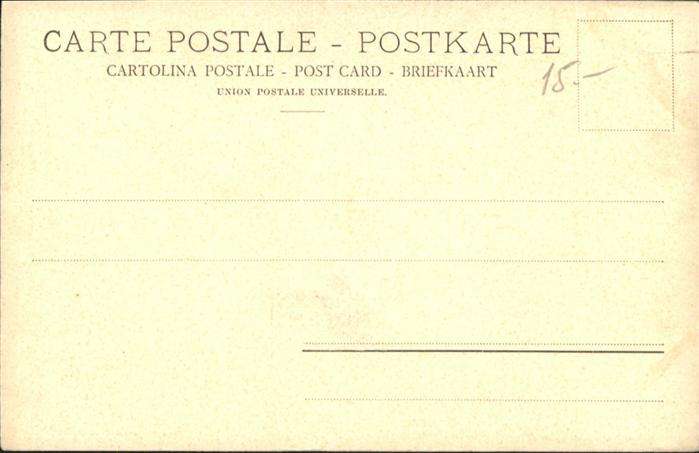 CARTE POSTALE - POSTKARTE
CARTOLINA POSTALE - POST CARD - BRIEFKAART
UNION POSTALE UNIVERSELLE.
15.-